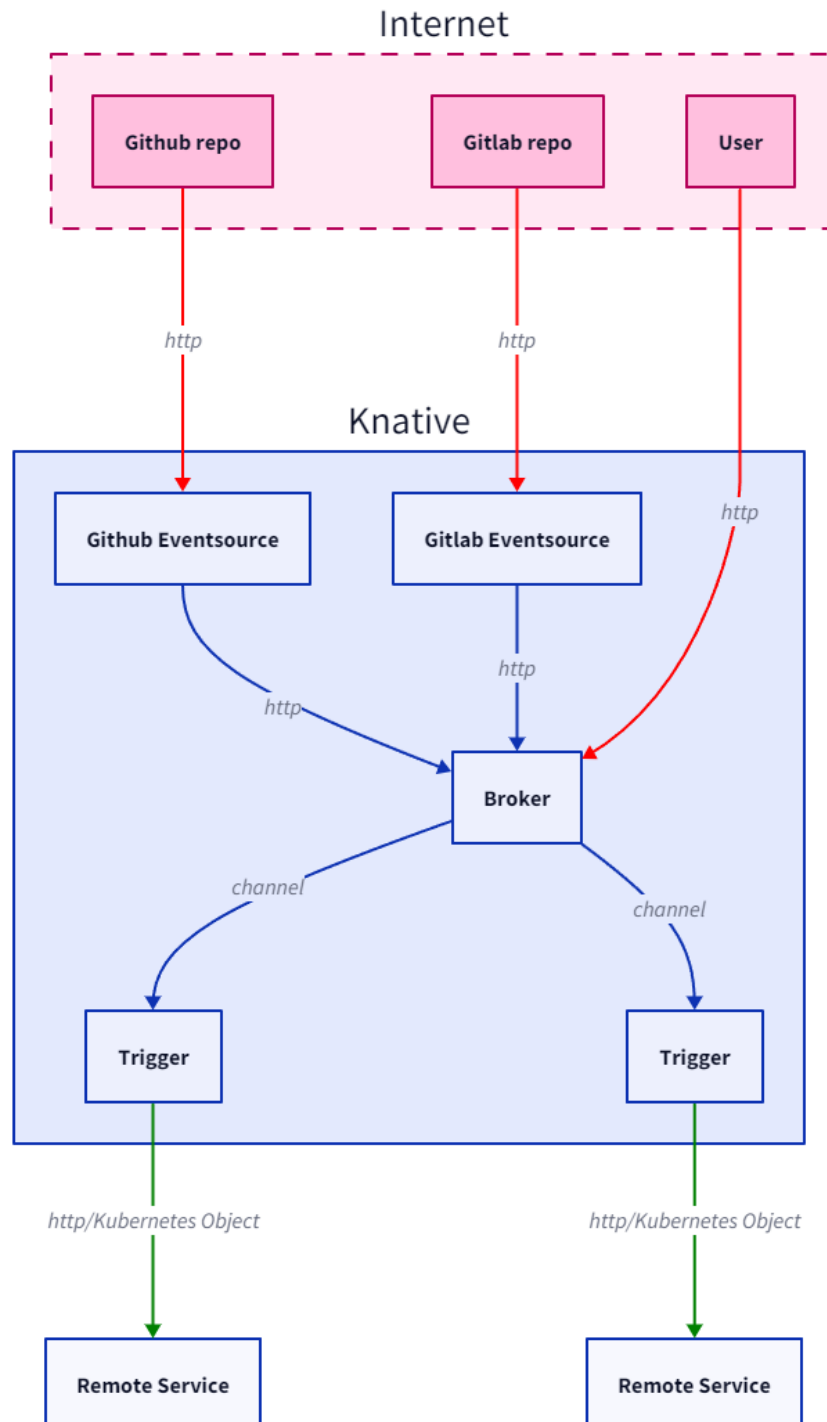 Internet
Github repo
Gitlab repo
User
http
http
Knative
http
Github Eventsource
Gitlab Eventsource
http
http
Broker
channel
channel
Trigger
Trigger
http/Kubernetes Object
http/Kubernetes Object
Remote Service
Remote Service